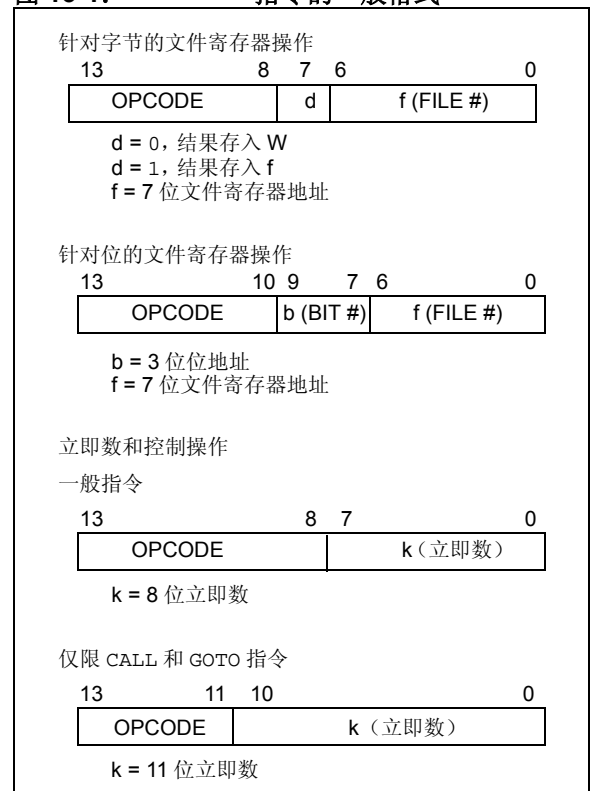 针对字节的文件寄存器操作
13 8 7 6 0
OPCODE d f (FILE #)
d = 0，结果存入 W
d = 1，结果存入 f
f = 7 位文件寄存器地址
针对位的文件寄存器操作
13 10 9 7 6 0
OPCODE b (BIT #) f (FILE #)
b = 3 位位地址
f = 7 位文件寄存器地址
立即数和控制操作
一般指令
13 8 7 0
OPCODE k（立即数）
k = 8 位立即数
仅限 CALL 和 GOTO 指令
13 11 10 0
OPCODE k（立即数）
k = 11 位立即数